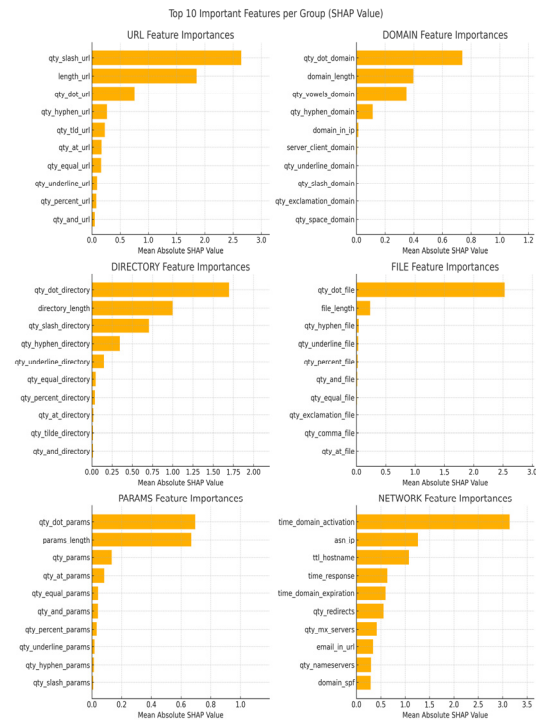 Top 10 Important Features per Group (SHAP Value)
URL Feature Importances
qty_slash_url
length_url
qty_dot_url
qty_hyphen_url
qty_tld_url
qty_at_url
qty_equal_url
qty_underline_url
qty_percent_url
qty_and_url
0.0 0.5 1.0 1.5 2.0 2.5 3.0
Mean Absolute SHAP Value
DOMAIN Feature Importances
qty_dot_domain
domain_length
qty_vowels_domain
qty_hyphen_domain
domain_in_ip
server_client_domain
qty_underline_domain
qty_slash_domain
qty_exclamation_domain
qty_space_domain
0.0 0.2 0.4 0.6 0.8 1.0 1.2
Mean Absolute SHAP Value
DIRECTORY Feature Importances
qty_dot_directory
directory_length
qty_slash_directory
qty_hyphen_directory
qty_underline_directory
qty_equal_directory
qty_percent_directory
qty_at_directory
qty_tilde_directory
qty_and_directory
0.00 0.25 0.50 0.75 1.00 1.25 1.50 1.75 2.00
Mean Absolute SHAP Value
FILE Feature Importances
qty_dot_file
file_length
qty_hyphen_file
qty_underline_file
qty_percent_file
qty_and_file
qty_equal_file
qty_exclamation_file
qty_comma_file
qty_at_file
0.0 0.5 1.0 1.5 2.0 2.5 3.0
Mean Absolute SHAP Value
PARAMS Feature Importances
qty_dot_params
params_length
qty_params
qty_at_params
qty_equal_params
qty_and_params
qty_percent_params
qty_underline_params
qty_hyphen_params
qty_slash_params
0.0 0.2 0.4 0.6 0.8 1.0
Mean Absolute SHAP Value
NETWORK Feature Importances
time_domain_activation
asn_ip
ttl_hostname
time_response
time_domain_expiration
qty_redirects
qty_mx_servers
email_in_url
qty_nameservers
domain_spf
0.0 0.5 1.0 1.5 2.0 2.5 3.0 3.5
Mean Absolute SHAP Value